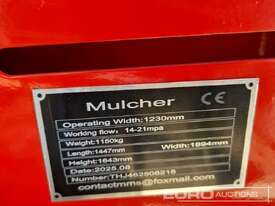 Mulcher CE
Operating Width:1230mm
Working flow: 14-21mpa
Weight:1150kg
Length:1447mm Width:1894mm
Height:1643mm
Date:2025.08
Number:THJ462508215
contactmms@foxmail.com
EURO
AUCTIONS